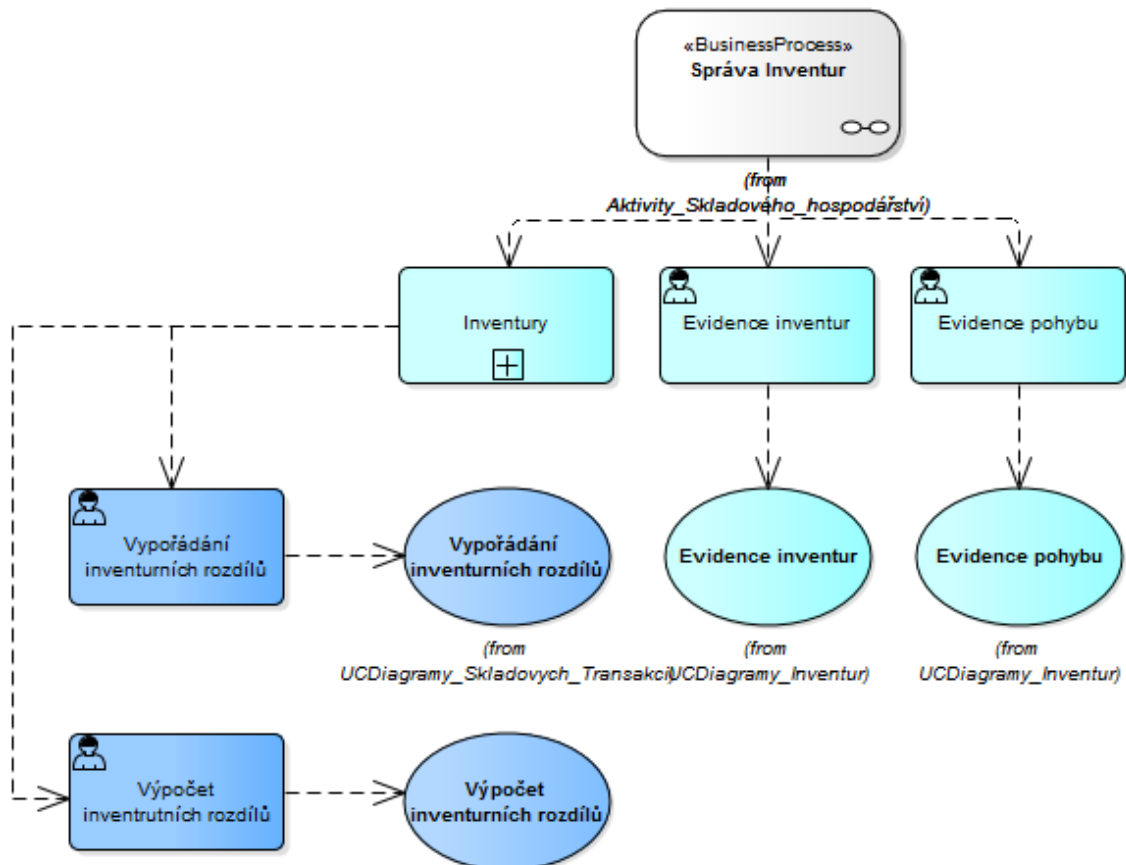 «BusinessProcess»
Správa Inventur
(from
Aktivity_Skladového_hospodářství)
Inventury
Evidence inventur
Evidence pohybu
Vypořádání
inventurních rozdílů
Vypořádání
inventurních rozdílů
Evidence inventur
Evidence pohybu
(from
UCDiagramy_Skladovych_Transakcí)
(from
UCDiagramy_Inventur)
(from
UCDiagramy_Inventur)
Výpočet
inventrutních rozdílů
Výpočet
inventurních rozdílů